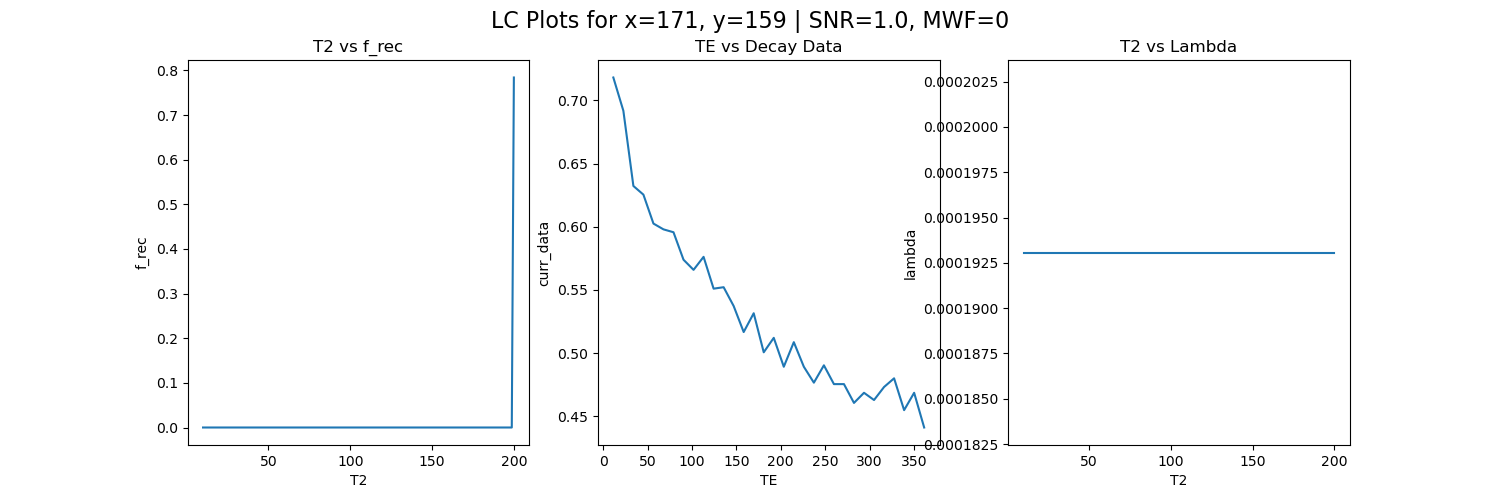 LC Plots for x=171, y=159 | SNR=1.0, MWF=0
T2 vs f_rec
f_rec
0.8
0.7
0.6
0.5
0.4
0.3
0.2
0.1
0.0
50 100 150 200
T2
TE vs Decay Data
curr_data
0.70
0.65
0.60
0.55
0.50
0.45
0 50 100 150 200 250 300 350
TE
T2 vs Lambda
lambda
0.0002025
0.0002000
0.0001975
0.0001950
0.0001925
0.0001900
0.0001875
0.0001850
0.0001825
50 100 150 200
T2